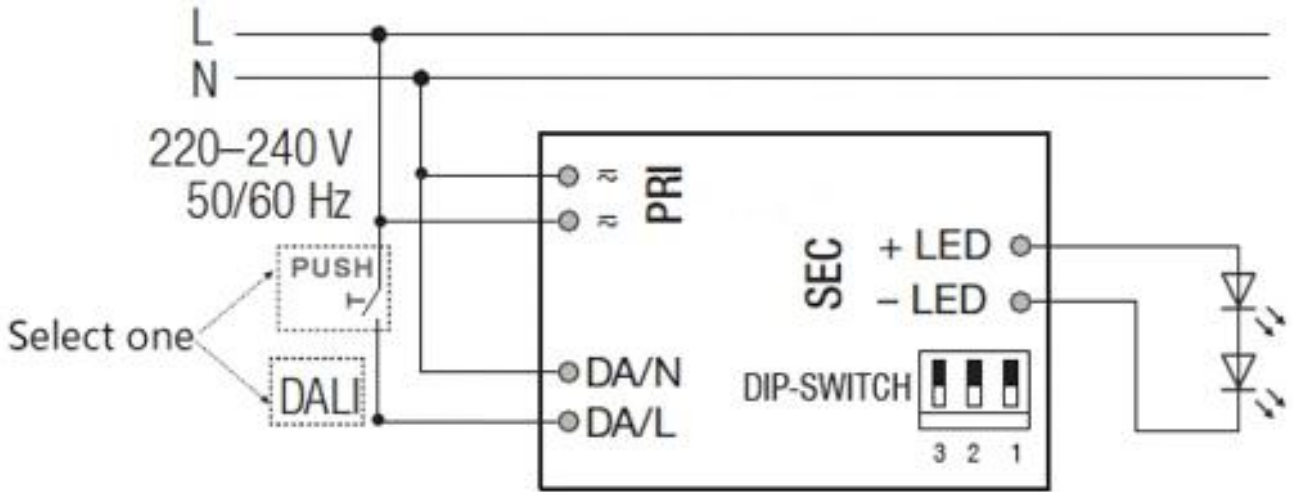 L
N
220–240 V
50/60 Hz
PUSH
Select one
DALI
≂ PRI
≂
SEC
+ LED
− LED
DA/N
DA/L
DIP-SWITCH
3 2 1